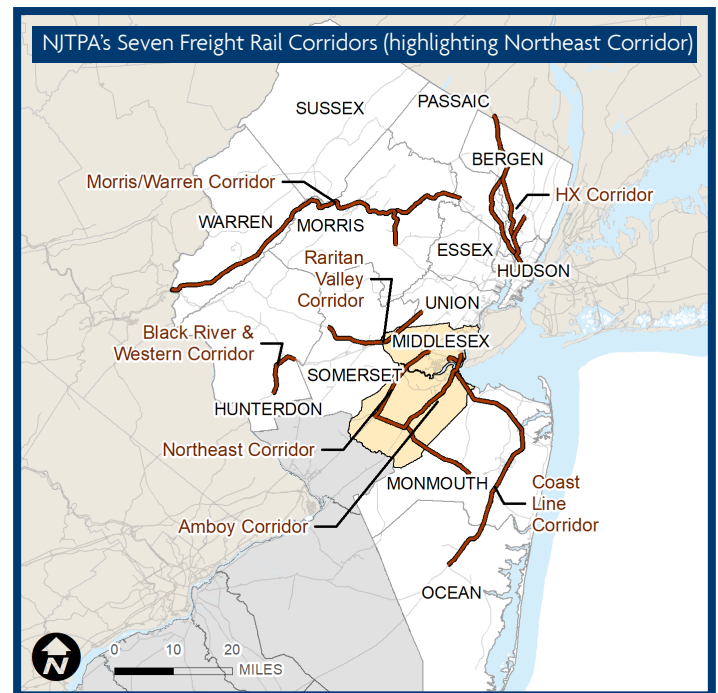 NJTPA's Seven Freight Rail Corridors (highlighting Northeast Corridor)
SUSSEX
PASSAIC
BERGEN
Morris/Warren Corridor
HX Corridor
WARREN
MORRIS
ESSEX
Raritan
Valley
Corridor
HUDSON
UNION
Black River &
Western Corridor
MIDDLESEX
SOMERSET
HUNTERDON
Northeast Corridor
MONMOUTH
Coast
Line
Corridor
Amboy Corridor
OCEAN
N
0 10 20
MILES